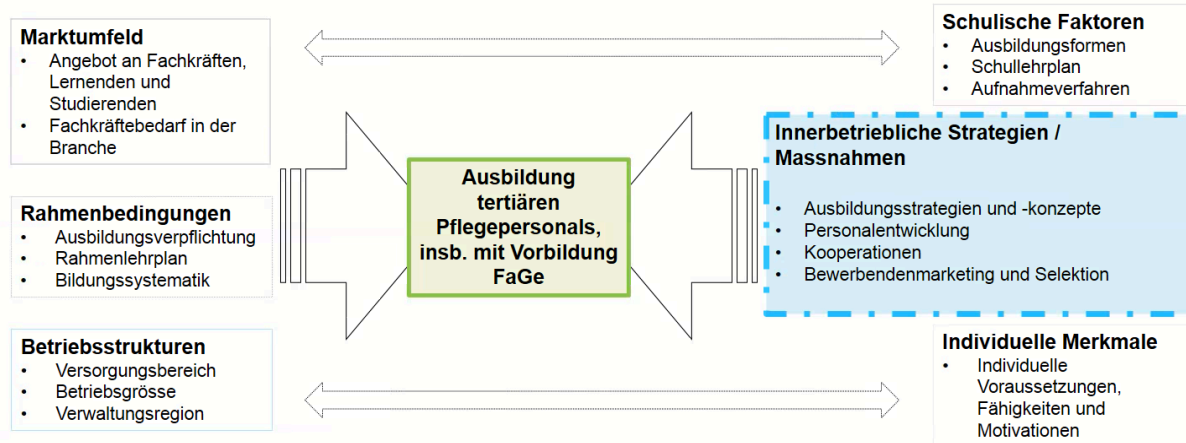 Marktumfeld
• Angebot an Fachkräften,
Lernenden und
Studierenden
• Fachkräftebedarf in der
Branche
Rahmenbedingungen
• Ausbildungsverpflichtung
• Rahmenlehrplan
• Bildungssystematik
Betriebsstrukturen
• Versorgungsbereich
• Betriebsgrösse
• Verwaltungsregion
Ausbildung
tertiären
Pflegepersonals,
insb. mit Vorbildung
FaGe
Schulische Faktoren
• Ausbildungsformen
• Schullehrplan
• Aufnahmeverfahren
Innerbetriebliche Strategien /
Massnahmen
• Ausbildungsstrategien und -konzepte
• Personalentwicklung
• Kooperationen
• Bewerbendenmarketing und Selektion
Individuelle Merkmale
• Individuelle
Voraussetzungen,
Fähigkeiten und
Motivationen